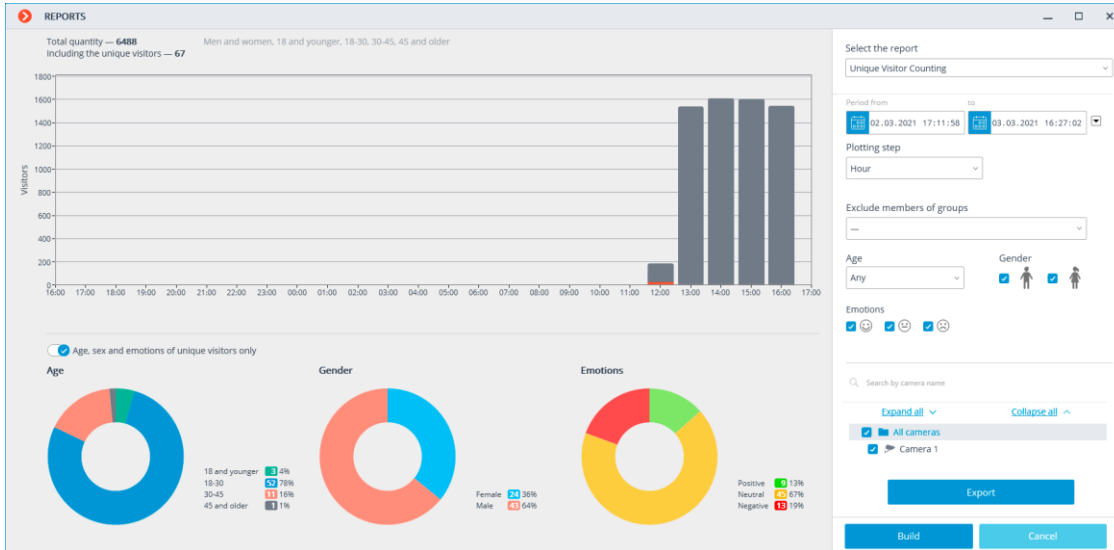 REPORTS
Total quantity — 6488
Including the unique visitors — 67
Men and women, 18 and younger, 18-30, 30-45, 45 and older
Visitors
1800
1600
1400
1200
1000
800
600
400
200
0
16:00 17:00 18:00 19:00 20:00 21:00 22:00 23:00 00:00 01:00 02:00 03:00 04:00 05:00 06:00 07:00 08:00 09:00 10:00 11:00 12:00 13:00 14:00 15:00 16:00 17:00
Age, sex and emotions of unique visitors only
Age
18 and younger 3 4%
18-30 52 78%
30-45 11 16%
45 and older 1 1%
Gender
Female 24 36%
Male 43 64%
Emotions
Positive 9 13%
Neutral 45 67%
Negative 13 19%
Select the report
Unique Visitor Counting
Period from to
02.03.2021 17:11:58 03.03.2021 16:27:02
Plotting step
Hour
Exclude members of groups
—
Age Gender
Any
Emotions
Search by camera name
Expand all Collapse all
All cameras
Camera 1
Export
Build Cancel